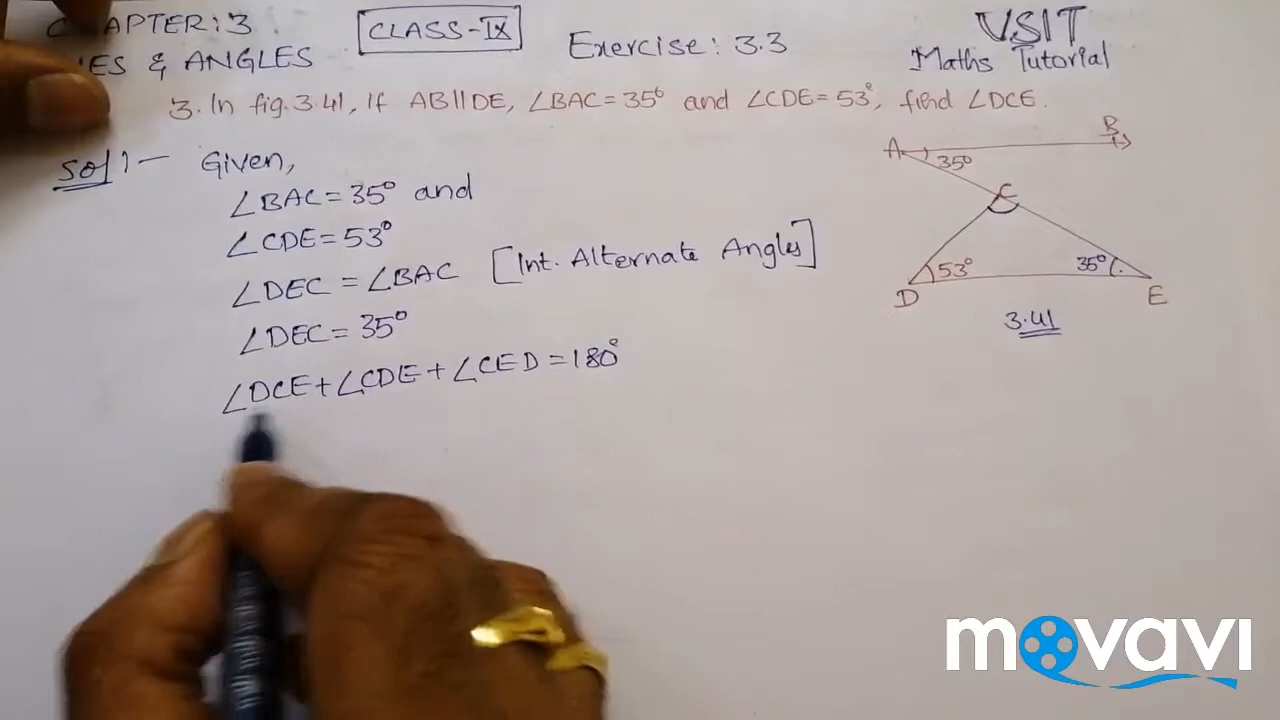 CHAPTER: 3
CLASS-IX
Exercise: 3.3
VSIT
& ANGLES
Maths Tutorial
3. In fig. 3.41, If AB||DE, ∠BAC = 35° and ∠CDE = 53°, find ∠DCE.
Sol:- Given,
∠BAC = 35° and
∠CDE = 53°
∠DEC = ∠BAC [Int. Alternate Angles]
∠DEC = 35°
∠DCE + ∠CDE + ∠CED = 180°
A
B
35°
C
53°
35°
D
E
3.41
movavi